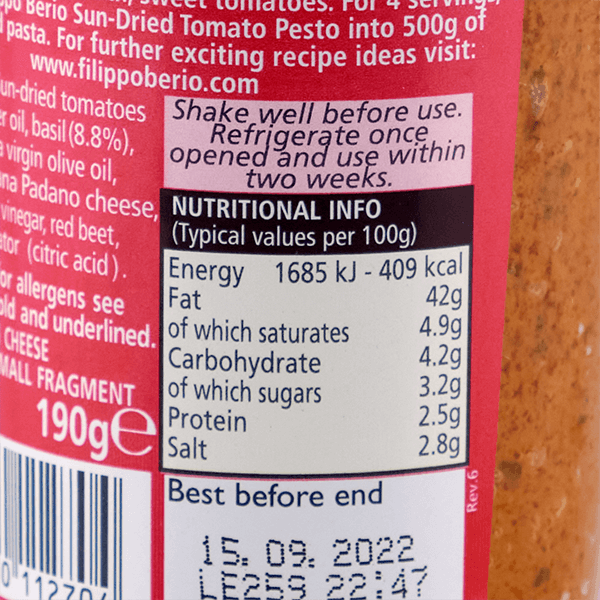 sweet tomatoes. For 4 servings,
Berio Sun-Dried Tomato Pesto into 500g of
pasta. For further exciting recipe ideas visit:
www.filippoberio.com
un-dried tomatoes
oil, basil (8.8%),
virgin olive oil,
na Padano cheese,
vinegar, red beet,
(citric acid).
or allergens see
old and underlined.
CHEESE
MALL FRAGMENT
190g e
Shake well before use.
Refrigerate once
opened and use within
two weeks.
NUTRITIONAL INFO
(Typical values per 100g)
Energy 1685 kJ - 409 kcal
Fat 42g
of which saturates 4.9g
Carbohydrate 4.2g
of which sugars 3.2g
Protein 2.5g
Salt 2.8g
Rev.6
Best before end
15. 09. 2022
LE259 22:47
0 112704